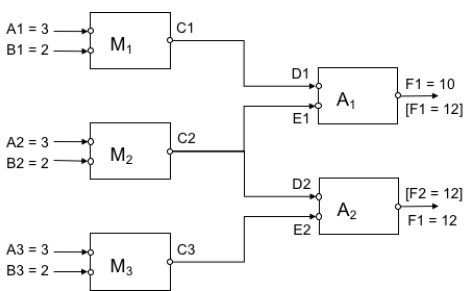 A1 = 3
B1 = 2
M1
C1
A2 = 3
B2 = 2
M2
C2
A3 = 3
B3 = 2
M3
C3
D1
E1
A1
F1 = 10
[F1 = 12]
D2
E2
A2
[F2 = 12]
F1 = 12